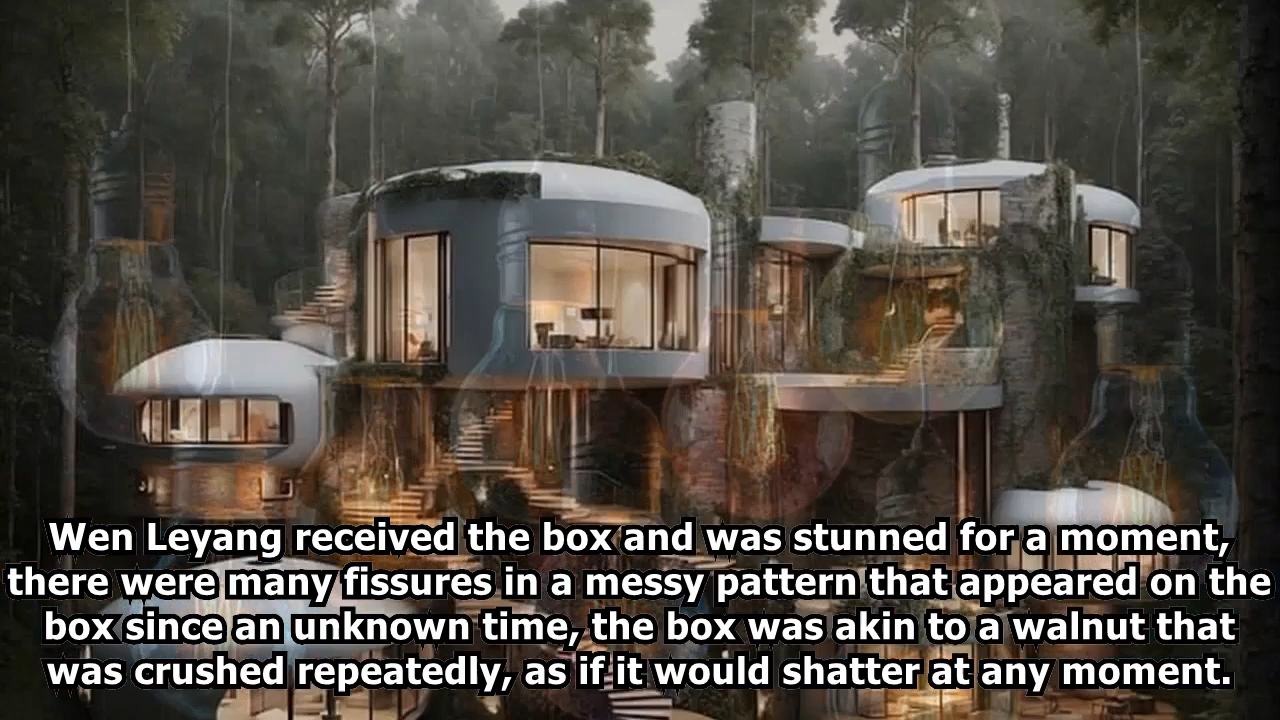 Wen Leyang received the box and was stunned for a moment,
there were many fissures in a messy pattern that appeared on the
box since an unknown time, the box was akin to a walnut that
was crushed repeatedly, as if it would shatter at any moment.